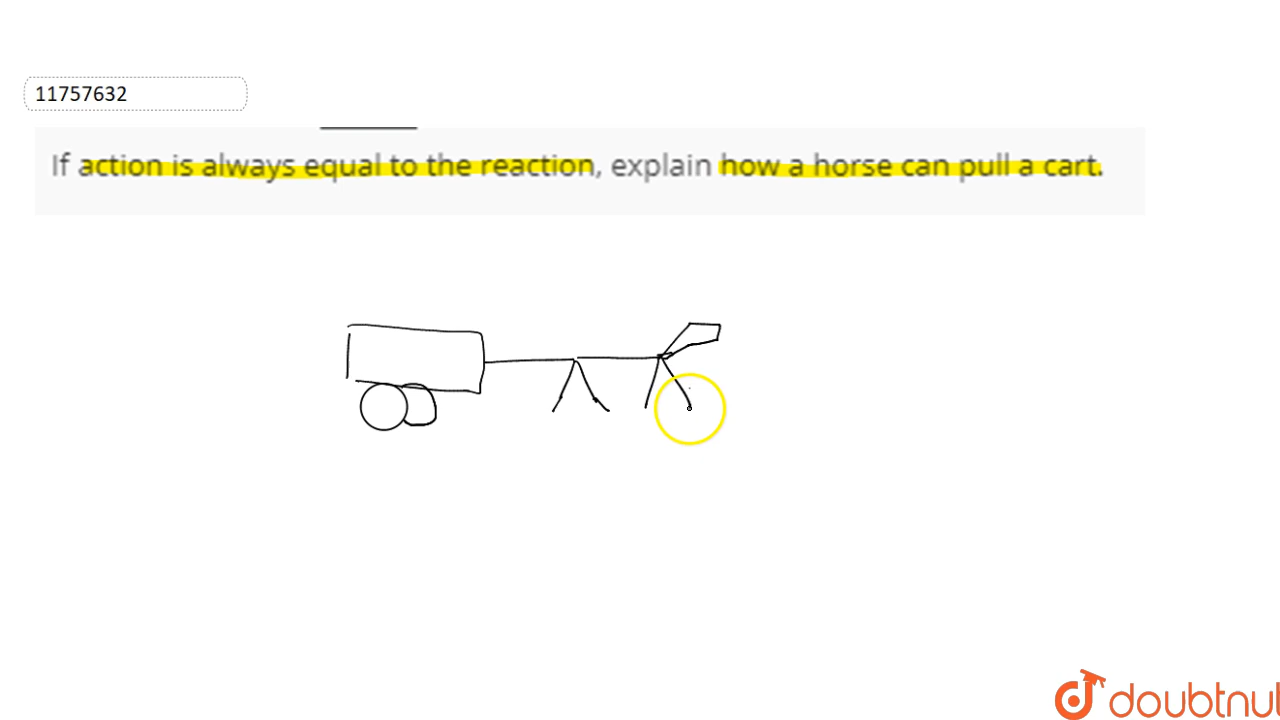 11757632
If action is always equal to the reaction, explain how a horse can pull a cart.
doubtnut